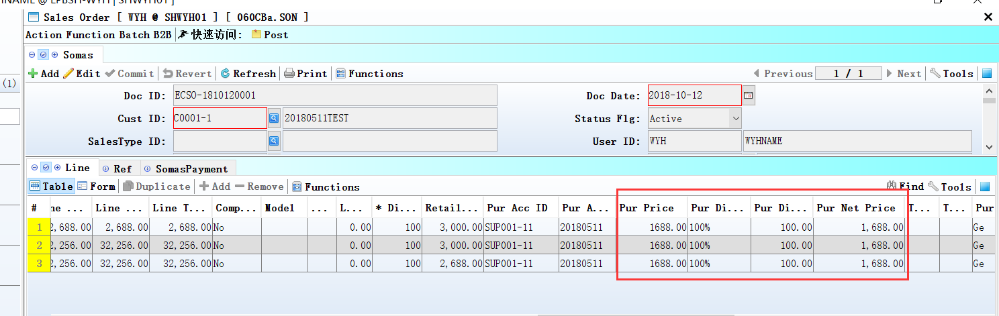 Sales Order [ WYH @ SHWYH01 ] [ 060CBa.SON ]
Action Function Batch B2B 快速访问: Post
Somas
Add Edit Commit Revert Refresh Print Functions Previous 1 / 1 Next Tools
(1)
Doc ID: ECSO-1810120001 Doc Date: 2018-10-12
Cust ID: C0001-1 20180511TEST Status Flg: Active
SalesType ID: User ID: WYH WYHNAME
Line Ref SomasPayment
Table Form Duplicate Add Remove Functions Find Tools
# ne ... Line ... Line T... Comp... Model ... L... * Di... Retail... Pur Acc ID Pur A... Pur Price Pur Di... Pur Di... Pur Net Price T... T... Pur
1 2,688.00 2,688.00 2,688.00 No 0.00 100 3,000.00 SUP001-11 20180511 1688.00 100% 100.00 1,688.00 Ge
2 2,256.00 32,256.00 32,256.00 No 0.00 100 3,000.00 SUP001-11 20180511 1688.00 100% 100.00 1,688.00 Ge
3 2,256.00 32,256.00 32,256.00 No 0.00 100 2,688.00 SUP001-11 20180511 1688.00 100% 100.00 1,688.00 Ge